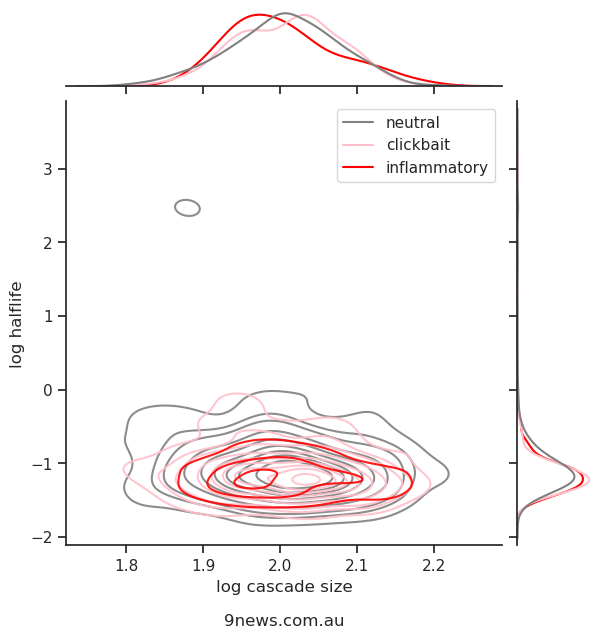 neutral
clickbait
inflammatory
3
2
1
0
−1
−2
log halflife
1.8 1.9 2.0 2.1 2.2
log cascade size
9news.com.au